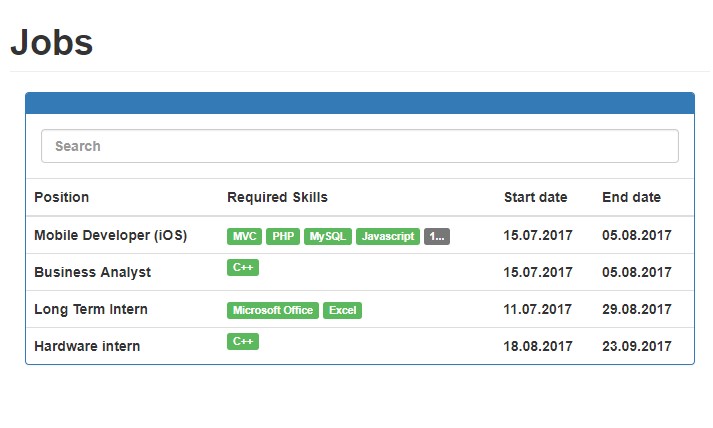 Jobs
Search
Position Required Skills Start date End date
Mobile Developer (iOS) MVC PHP MySQL Javascript 1... 15.07.2017 05.08.2017
Business Analyst C++ 15.07.2017 05.08.2017
Long Term Intern Microsoft Office Excel 11.07.2017 29.08.2017
Hardware intern C++ 18.08.2017 23.09.2017